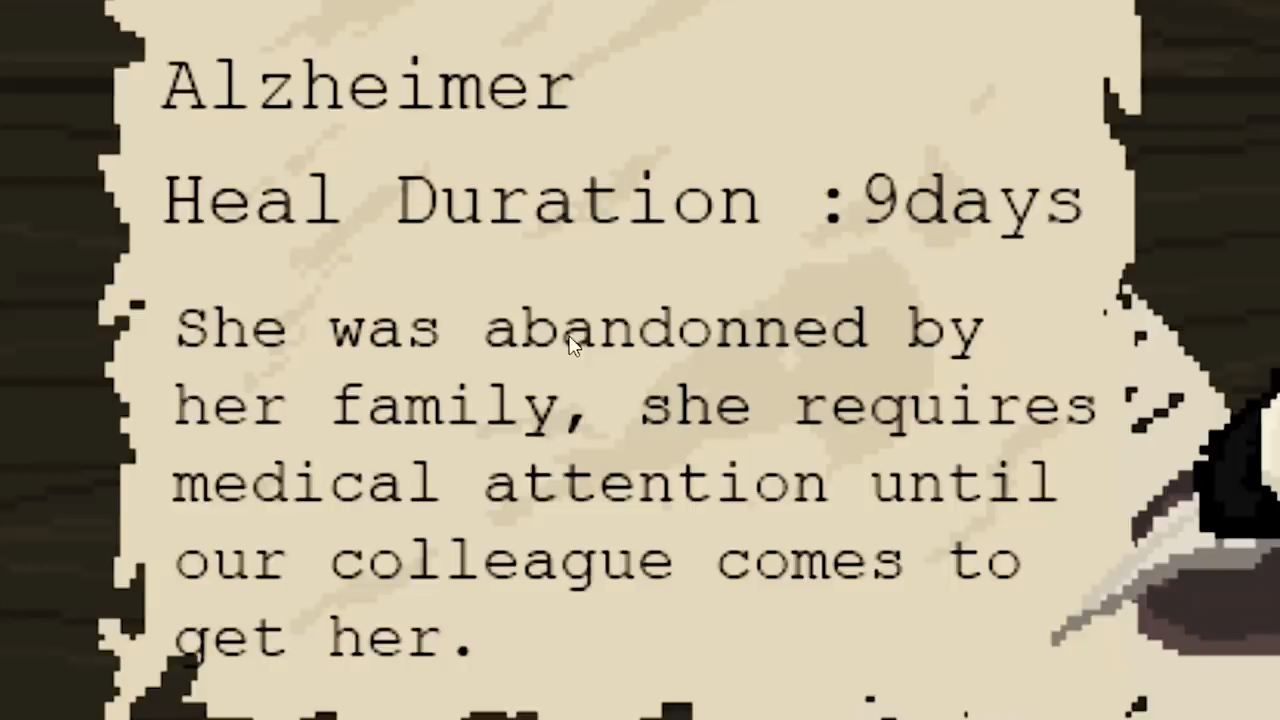 Alzheimer
Heal Duration :9days
She was abandonned by
her family, she requires
medical attention until
our colleague comes to
get her.